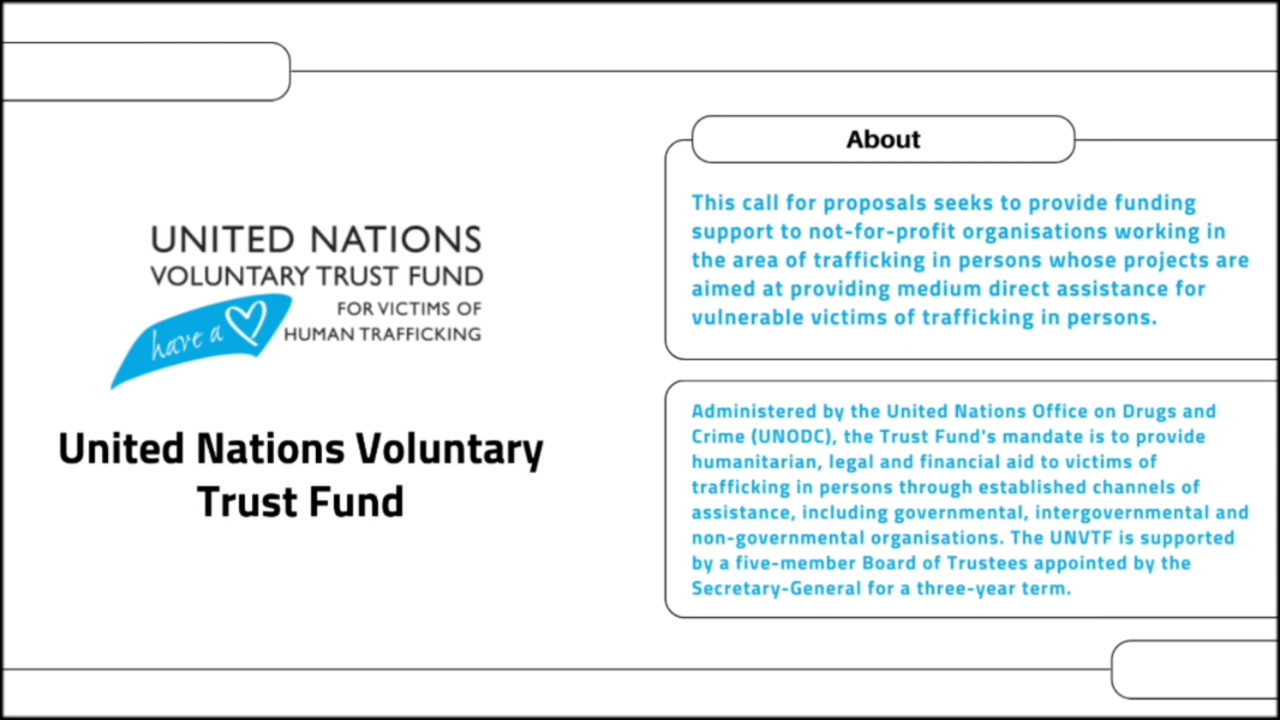 UNITED NATIONS
VOLUNTARY TRUST FUND
FOR VICTIMS OF
HUMAN TRAFFICKING
have a
United Nations Voluntary
Trust Fund
About
This call for proposals seeks to provide funding
support to not-for-profit organisations working in
the area of trafficking in persons whose projects are
aimed at providing medium direct assistance for
vulnerable victims of trafficking in persons.
Administered by the United Nations Office on Drugs and
Crime (UNODC), the Trust Fund's mandate is to provide
humanitarian, legal and financial aid to victims of
trafficking in persons through established channels of
assistance, including governmental, intergovernmental and
non-governmental organisations. The UNVTF is supported
by a five-member Board of Trustees appointed by the
Secretary-General for a three-year term.